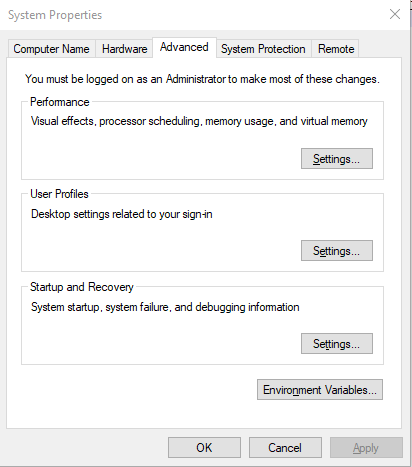 System Properties
Computer Name Hardware Advanced System Protection Remote
You must be logged on as an Administrator to make most of these changes.
Performance
Visual effects, processor scheduling, memory usage, and virtual memory
Settings...
User Profiles
Desktop settings related to your sign-in
Settings...
Startup and Recovery
System startup, system failure, and debugging information
Settings...
Environment Variables...
OK Cancel Apply